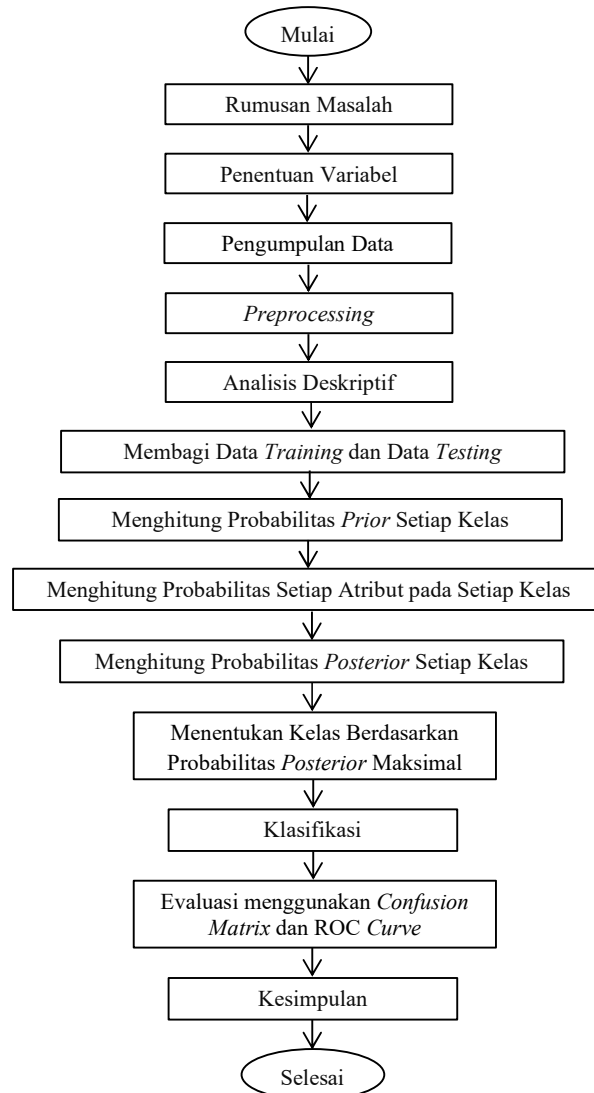 Mulai
Rumusan Masalah
Penentuan Variabel
Pengumpulan Data
Preprocessing
Analisis Deskriptif
Membagi Data Training dan Data Testing
Menghitung Probabilitas Prior Setiap Kelas
Menghitung Probabilitas Setiap Atribut pada Setiap Kelas
Menghitung Probabilitas Posterior Setiap Kelas
Menentukan Kelas Berdasarkan
Probabilitas Posterior Maksimal
Klasifikasi
Evaluasi menggunakan Confusion
Matrix dan ROC Curve
Kesimpulan
Selesai